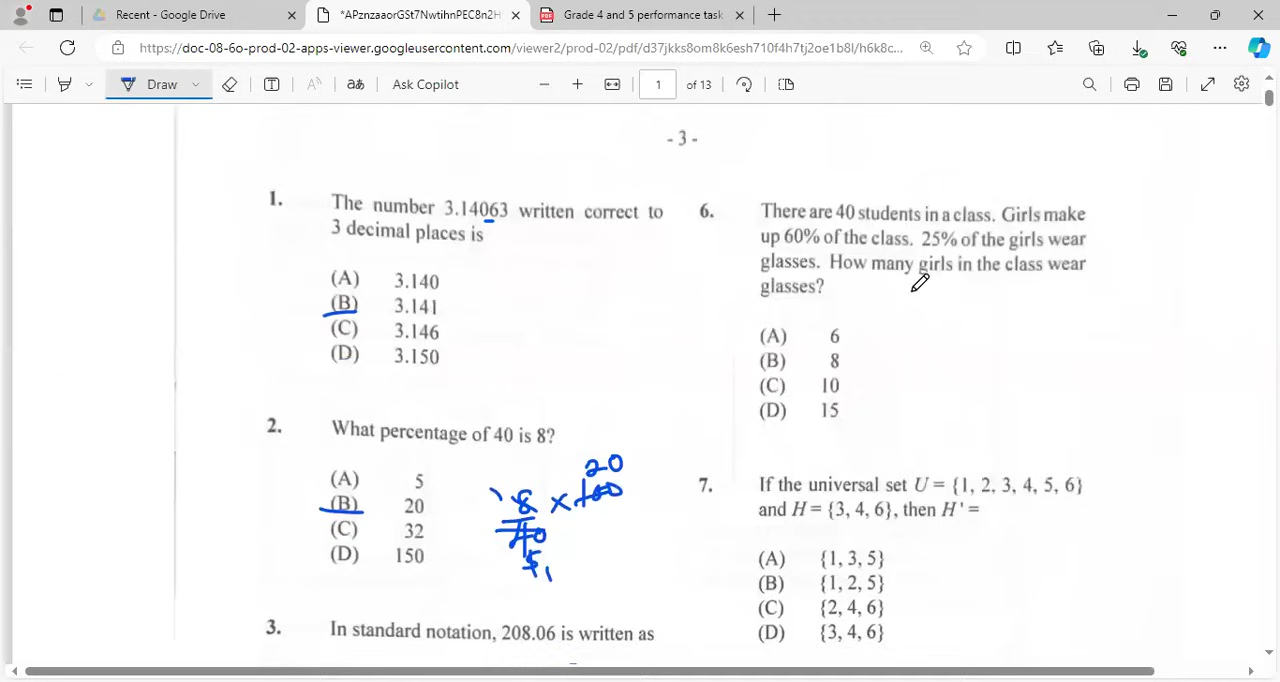 Recent - Google Drive
*APznzaaorGSt7NwtihnPEC8n2H
Grade 4 and 5 performance task
https://doc-08-6o-prod-02-apps-viewer.googleusercontent.com/viewer2/prod-02/pdf/d37jkks8om8k6esh710f4h7tj2oe1b8l/h6k8c...
Draw
Ask Copilot
1 of 13
- 3 -
1. The number 3.14063 written correct to
3 decimal places is
(A) 3.140
(B) 3.141
(C) 3.146
(D) 3.150
2. What percentage of 40 is 8?
(A) 5
(B) 20
(C) 32
(D) 150
20
8 x 100
40
5 1
3. In standard notation, 208.06 is written as
6. There are 40 students in a class. Girls make
up 60% of the class. 25% of the girls wear
glasses. How many girls in the class wear
glasses?
(A) 6
(B) 8
(C) 10
(D) 15
7. If the universal set U = {1, 2, 3, 4, 5, 6}
and H = {3, 4, 6}, then H ' =
(A) {1, 3, 5}
(B) {1, 2, 5}
(C) {2, 4, 6}
(D) {3, 4, 6}